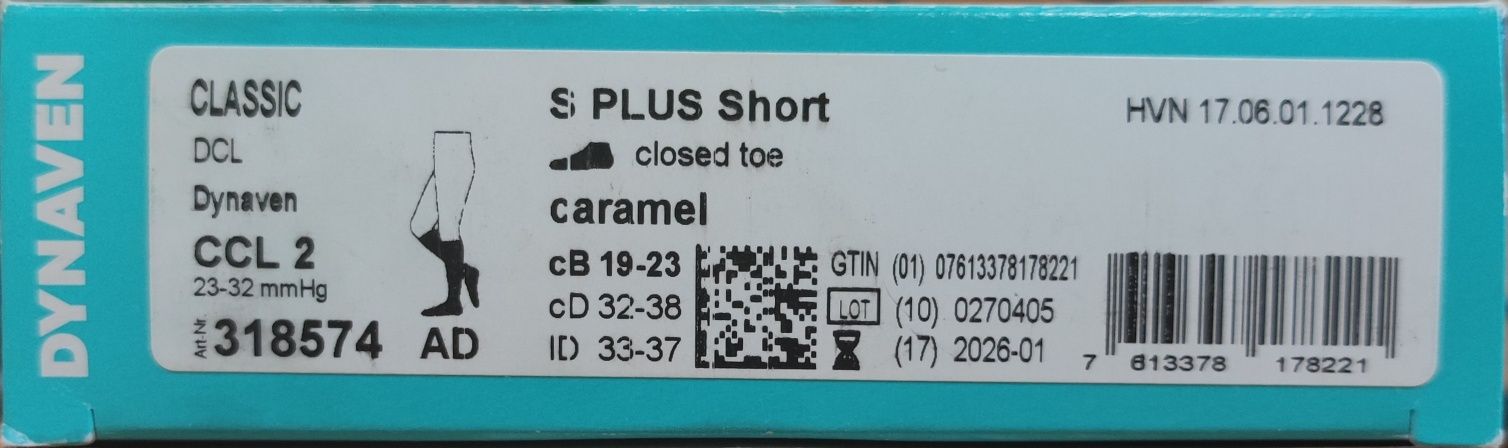 DYNAVEN
CLASSIC
DCL
Dynaven
CCL 2
23-32 mmHg
Art-Nr. 318574
AD
S PLUS Short
closed toe
caramel
cB 19-23
cD 32-38
lD 33-37
GTIN (01) 07613378178221
LOT (10) 0270405
(17) 2026-01
HVN 17.06.01.1228
7 613378 178221